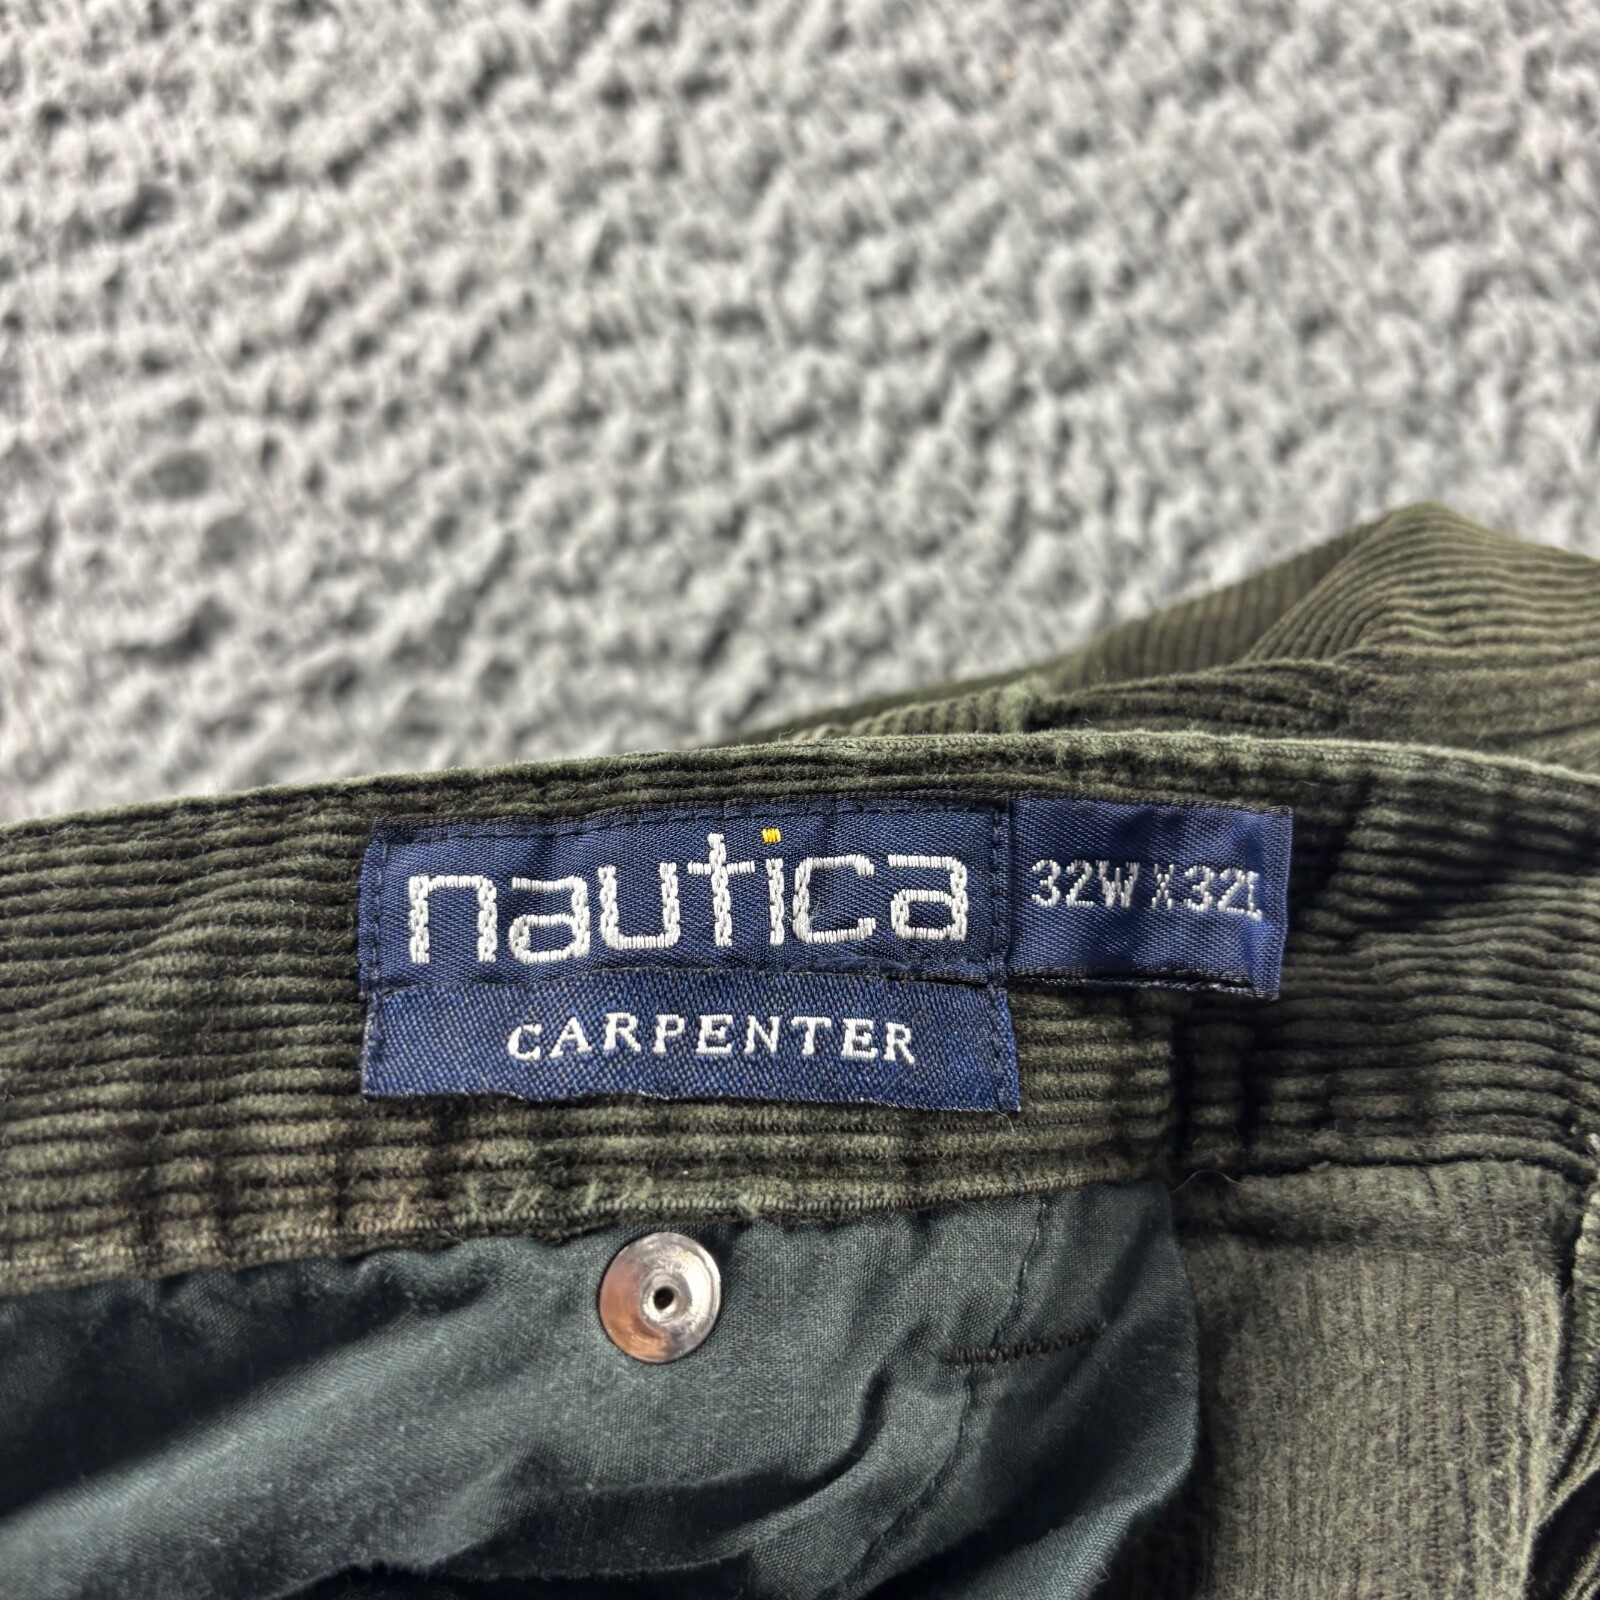 nautica
32W X 32L
CARPENTER